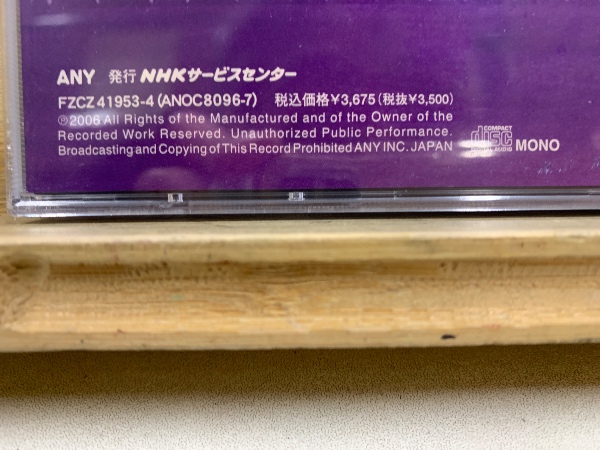 ANY 発行 NHKサービスセンター
FZCZ 41953-4 (ANOC8096-7) 税込価格¥3,675 (税抜¥3,500)
℗2006 All Rights of the Manufactured and of the Owner of the
Recorded Work Reserved. Unauthorized Public Performance.
Broadcasting and Copying of This Record Prohibited ANY INC. JAPAN
COMPACT
disc
DIGITAL AUDIO
MONO